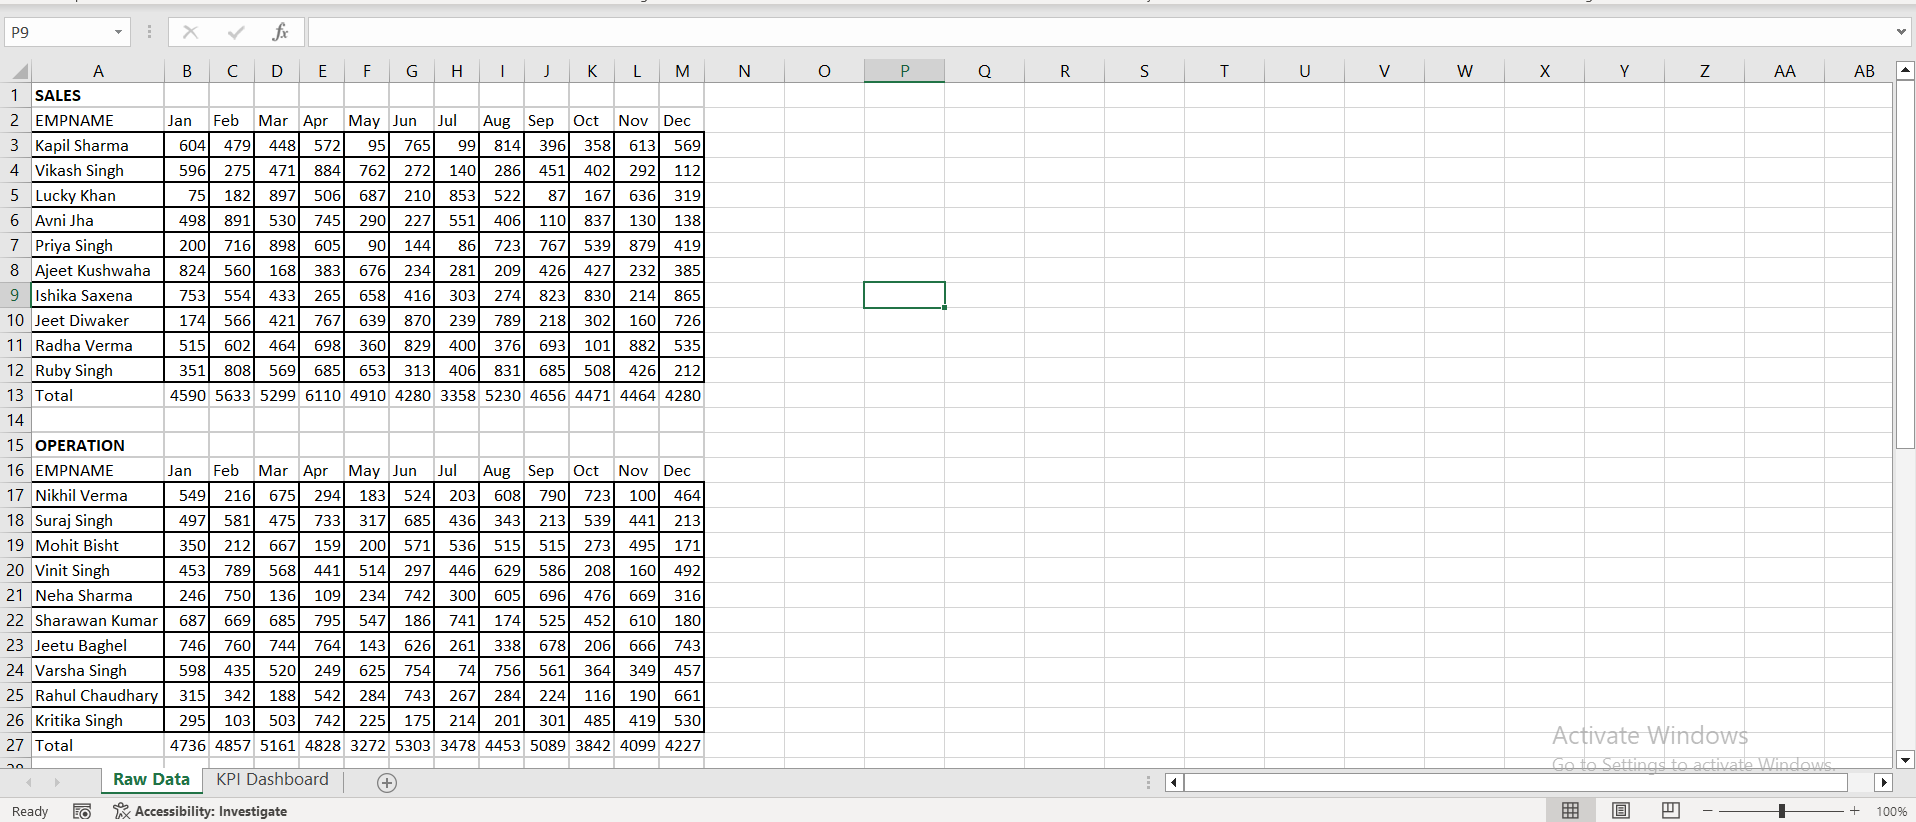 P9 fx
A B C D E F G H I J K L M N O P Q R S T U V W X Y Z AA AB
1 SALES
2 EMPNAME Jan Feb Mar Apr May Jun Jul Aug Sep Oct Nov Dec
3 Kapil Sharma 604 479 448 572 95 765 99 814 396 358 613 569
4 Vikash Singh 596 275 471 884 762 272 140 286 451 402 292 112
5 Lucky Khan 75 182 897 506 687 210 853 522 87 167 636 319
6 Avni Jha 498 891 530 745 290 227 551 406 110 837 130 138
7 Priya Singh 200 716 898 605 90 144 86 723 767 539 879 419
8 Ajeet Kushwaha 824 560 168 383 676 234 281 209 426 427 232 385
9 Ishika Saxena 753 554 433 265 658 416 303 274 823 830 214 865
10 Jeet Diwaker 174 566 421 767 639 870 239 789 218 302 160 726
11 Radha Verma 515 602 464 698 360 829 400 376 693 101 882 535
12 Ruby Singh 351 808 569 685 653 313 406 831 685 508 426 212
13 Total 4590 5633 5299 6110 4910 4280 3358 5230 4656 4471 4464 4280
14
15 OPERATION
16 EMPNAME Jan Feb Mar Apr May Jun Jul Aug Sep Oct Nov Dec
17 Nikhil Verma 549 216 675 294 183 524 203 608 790 723 100 464
18 Suraj Singh 497 581 475 733 317 685 436 343 213 539 441 213
19 Mohit Bisht 350 212 667 159 200 571 536 515 515 273 495 171
20 Vinit Singh 453 789 568 441 514 297 446 629 586 208 160 492
21 Neha Sharma 246 750 136 109 234 742 300 605 696 476 669 316
22 Sharawan Kumar 687 669 685 795 547 186 741 174 525 452 610 180
23 Jeetu Baghel 746 760 744 764 143 626 261 338 678 206 666 743
24 Varsha Singh 598 435 520 249 625 754 74 756 561 364 349 457
25 Rahul Chaudhary 315 342 188 542 284 743 267 284 224 116 190 661
26 Kritika Singh 295 103 503 742 225 175 214 201 301 485 419 530
27 Total 4736 4857 5161 4828 3272 5303 3478 4453 5089 3842 4099 4227
Activate Windows
Go to Settings to activate Windows.
Raw Data KPI Dashboard
Ready Accessibility: Investigate 100%